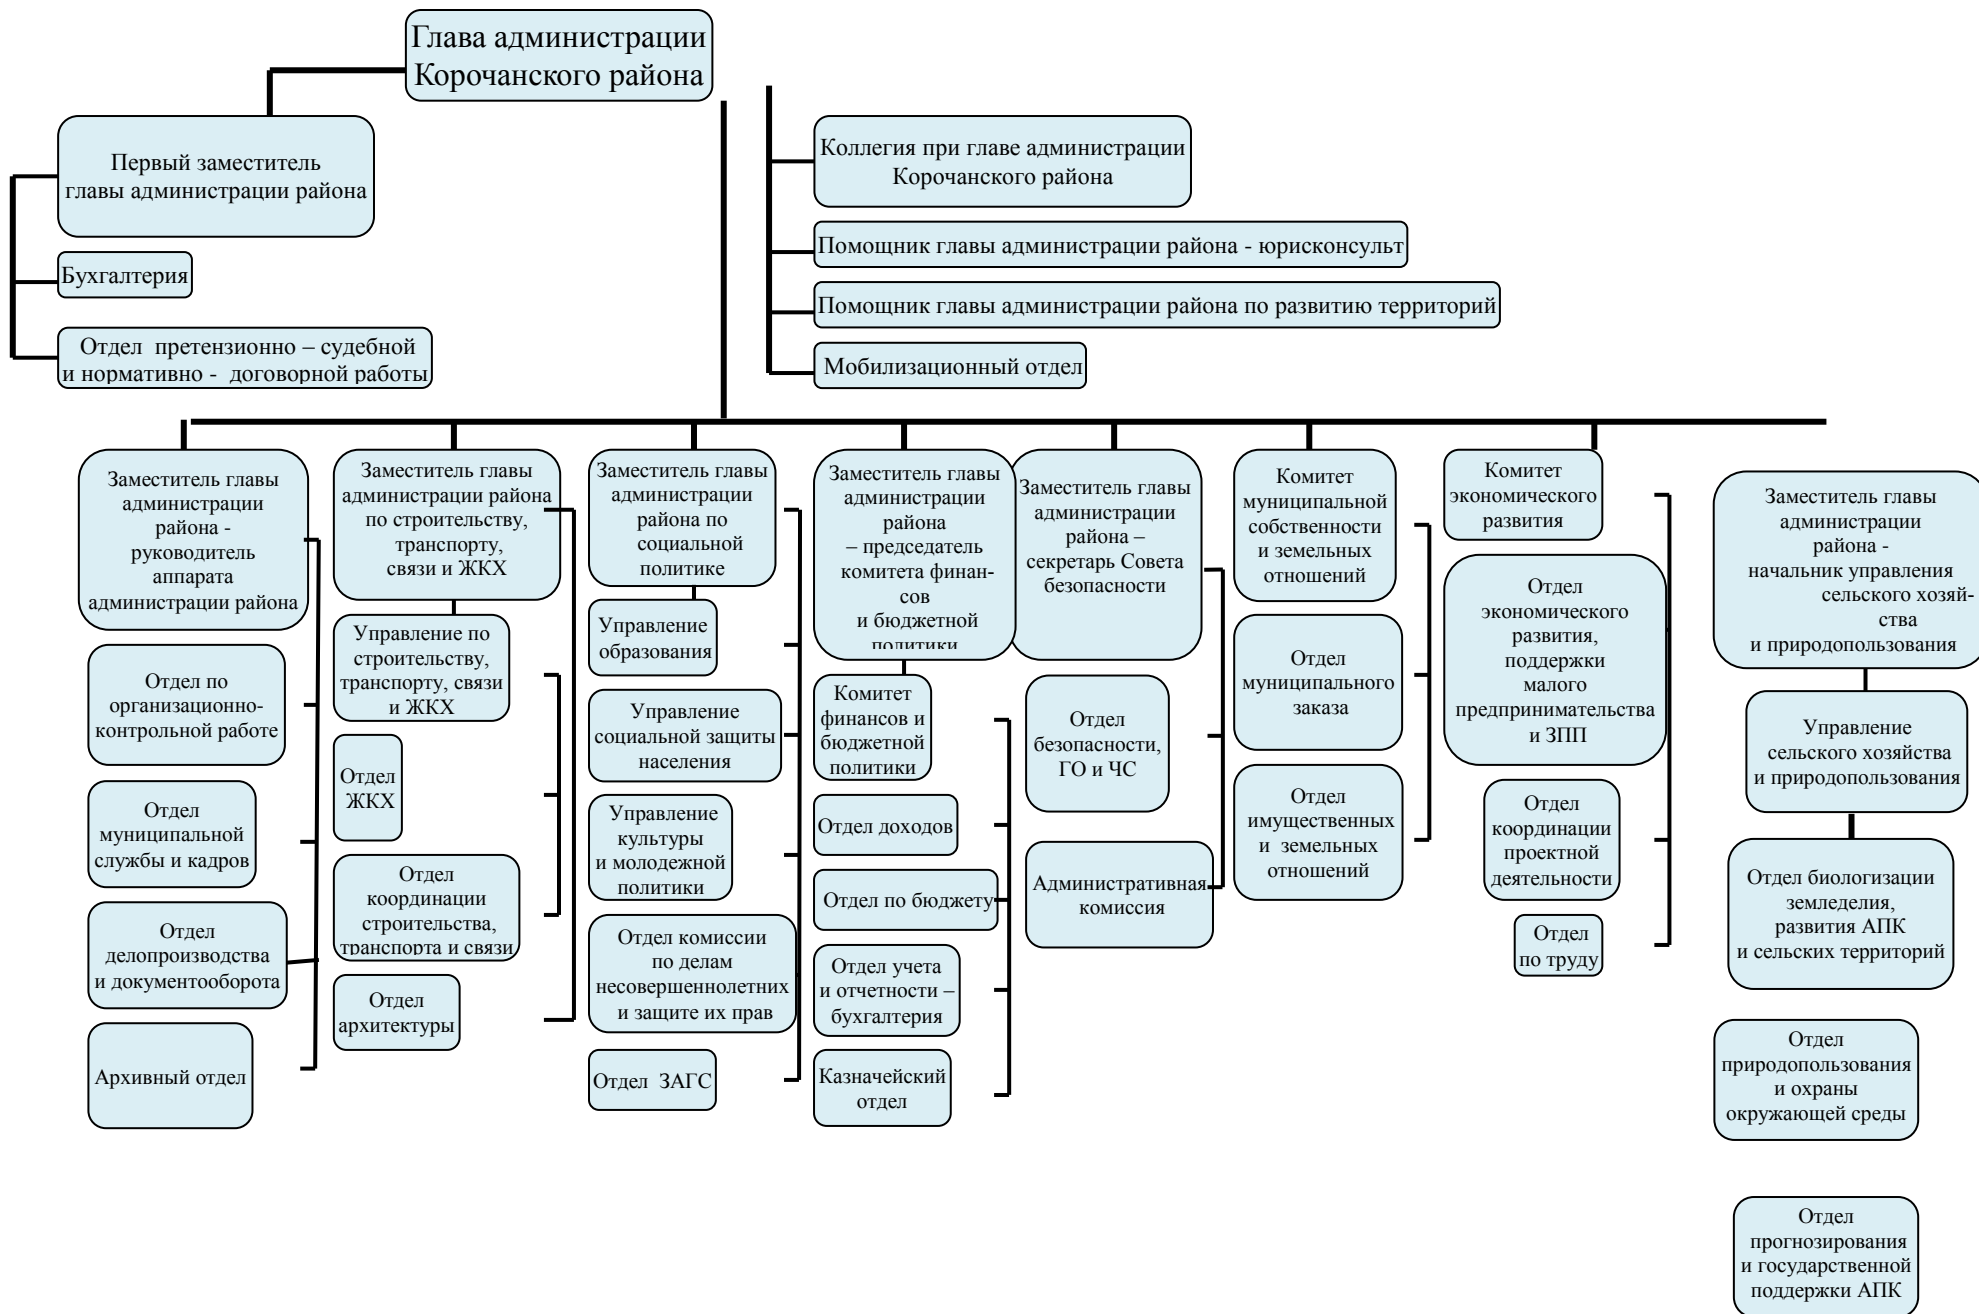 Глава администрации
Корочанского района
Первый заместитель
главы администрации района
Бухгалтерия
Отдел претензионно – судебной
и нормативно - договорной работы
Коллегия при главе администрации
Корочанского района
Помощник главы администрации района - юрисконсульт
Помощник главы администрации района по развитию территорий
Мобилизационный отдел
Заместитель главы
администрации
района -
руководитель
аппарата
администрации района
Отдел по
организационно-
контрольной работе
Отдел
муниципальной
службы и кадров
Отдел
делопроизводства
и документооборота
Архивный отдел
Заместитель главы
администрации района
по строительству,
транспорту,
связи и ЖКХ
Управление по
строительству,
транспорту, связи
и ЖКХ
Отдел
ЖКХ
Отдел
координации
строительства,
транспорта и связи
Отдел
архитектуры
Заместитель главы
администрации
района по
социальной
политике
Управление
образования
Управление
социальной защиты
населения
Управление
культуры
и молодежной
политики
Отдел комиссии
по делам
несовершеннолетних
и защите их прав
Отдел ЗАГС
Заместитель главы
администрации
района
– председатель
комитета финан-
сов
и бюджетной
политики
Комитет
финансов и
бюджетной
политики
Отдел доходов
Отдел по бюджету
Отдел учета
и отчетности –
бухгалтерия
Казначейский
отдел
Заместитель главы
администрации
района –
секретарь Совета
безопасности
Отдел
безопасности,
ГО и ЧС
Административная
комиссия
Комитет
муниципальной
собственности
и земельных
отношений
Отдел
муниципального
заказа
Отдел
имущественных
и земельных
отношений
Комитет
экономического
развития
Отдел
экономического
развития,
поддержки
малого
предпринимательства
и ЗПП
Отдел
координации
проектной
деятельности
Отдел
по труду
Заместитель главы
администрации
района -
начальник управления
сельского хозяй-
ства
и природопользования
Управление
сельского хозяйства
и природопользования
Отдел биологизации
земледелия,
развития АПК
и сельских территорий
Отдел
природопользования
и охраны
окружающей среды
Отдел
прогнозирования
и государственной
поддержки АПК